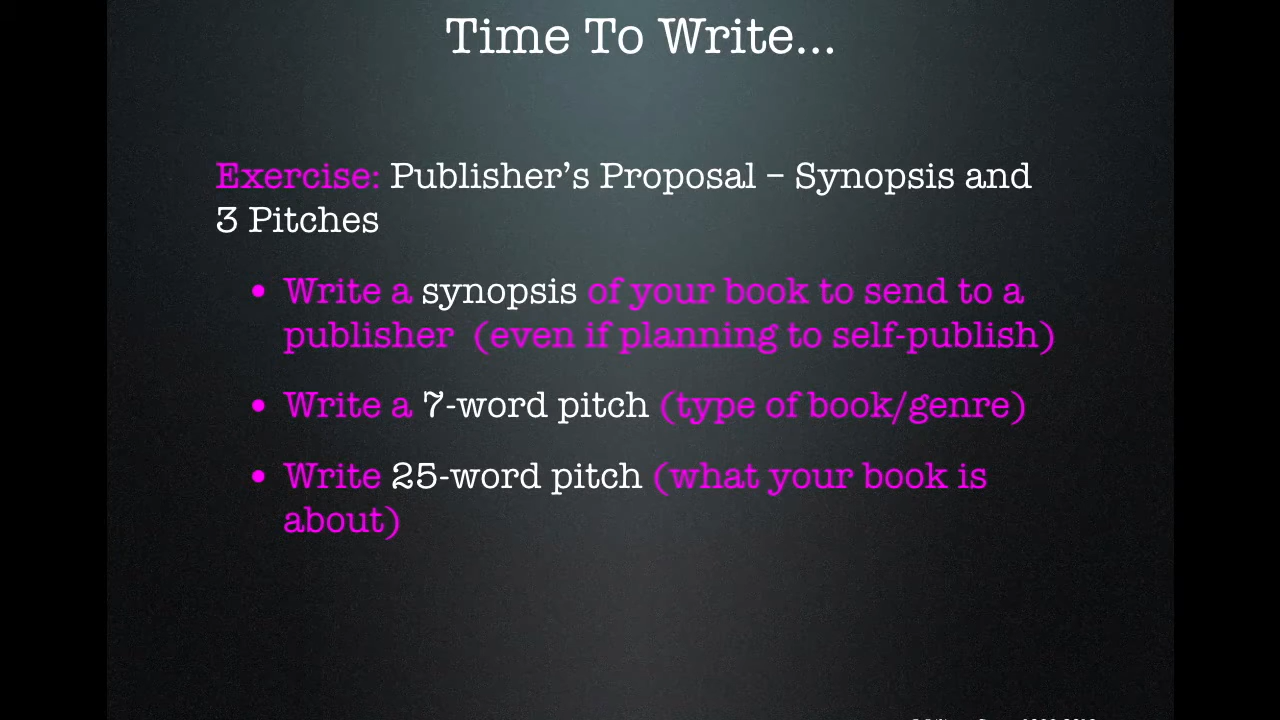 Time To Write...
Exercise: Publisher's Proposal – Synopsis and
3 Pitches
• Write a synopsis of your book to send to a
publisher (even if planning to self-publish)
• Write a 7-word pitch (type of book/genre)
• Write 25-word pitch (what your book is
about)